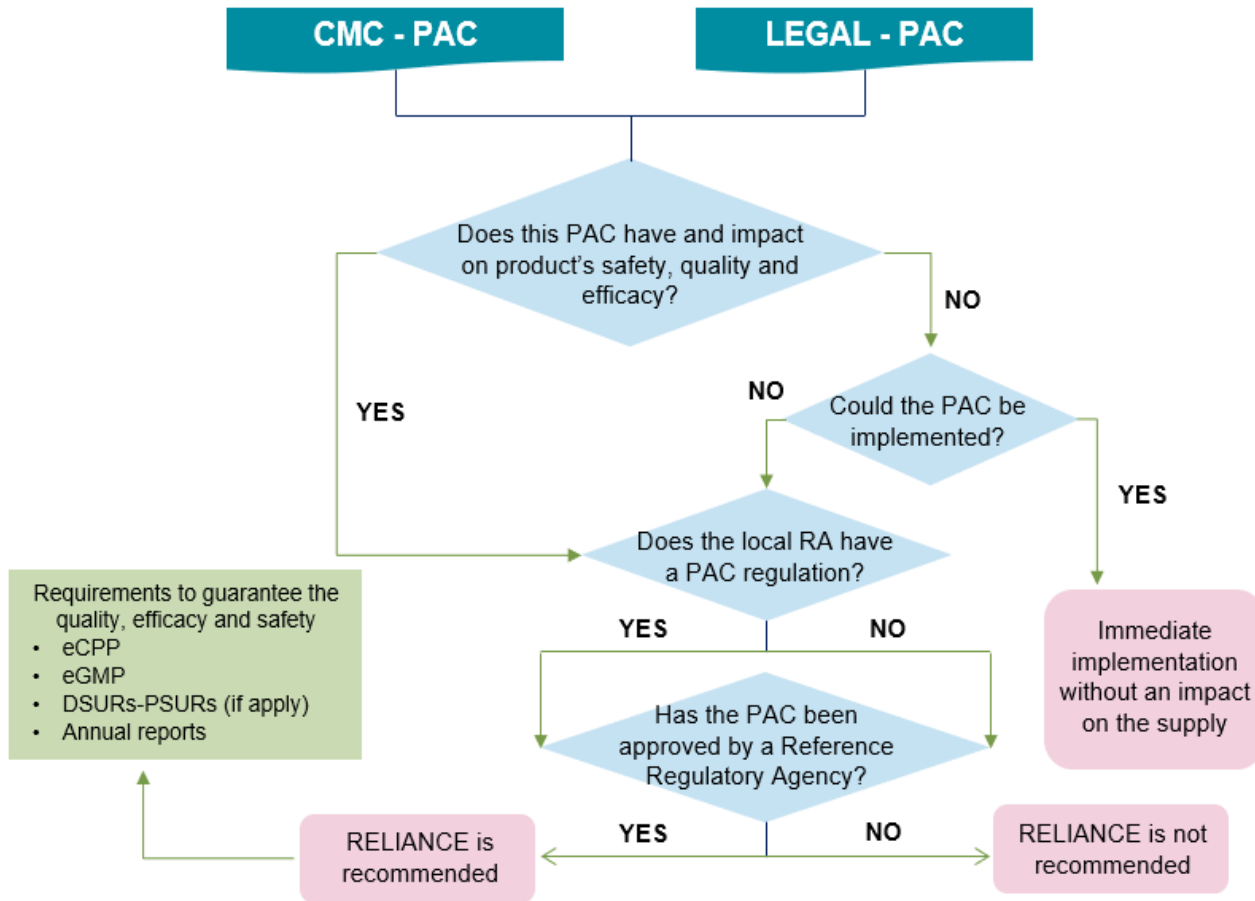 CMC - PAC
LEGAL - PAC
Does this PAC have and impact
on product's safety, quality and
efficacy?
NO
YES
NO
Could the PAC be
implemented?
YES
Does the local RA have
a PAC regulation?
Requirements to guarantee the
quality, efficacy and safety
• eCPP
• eGMP
• DSURs-PSURs (if apply)
• Annual reports
YES
NO
Immediate
implementation
without an impact
on the supply
Has the PAC been
approved by a Reference
Regulatory Agency?
YES
NO
RELIANCE is
recommended
RELIANCE is not
recommended